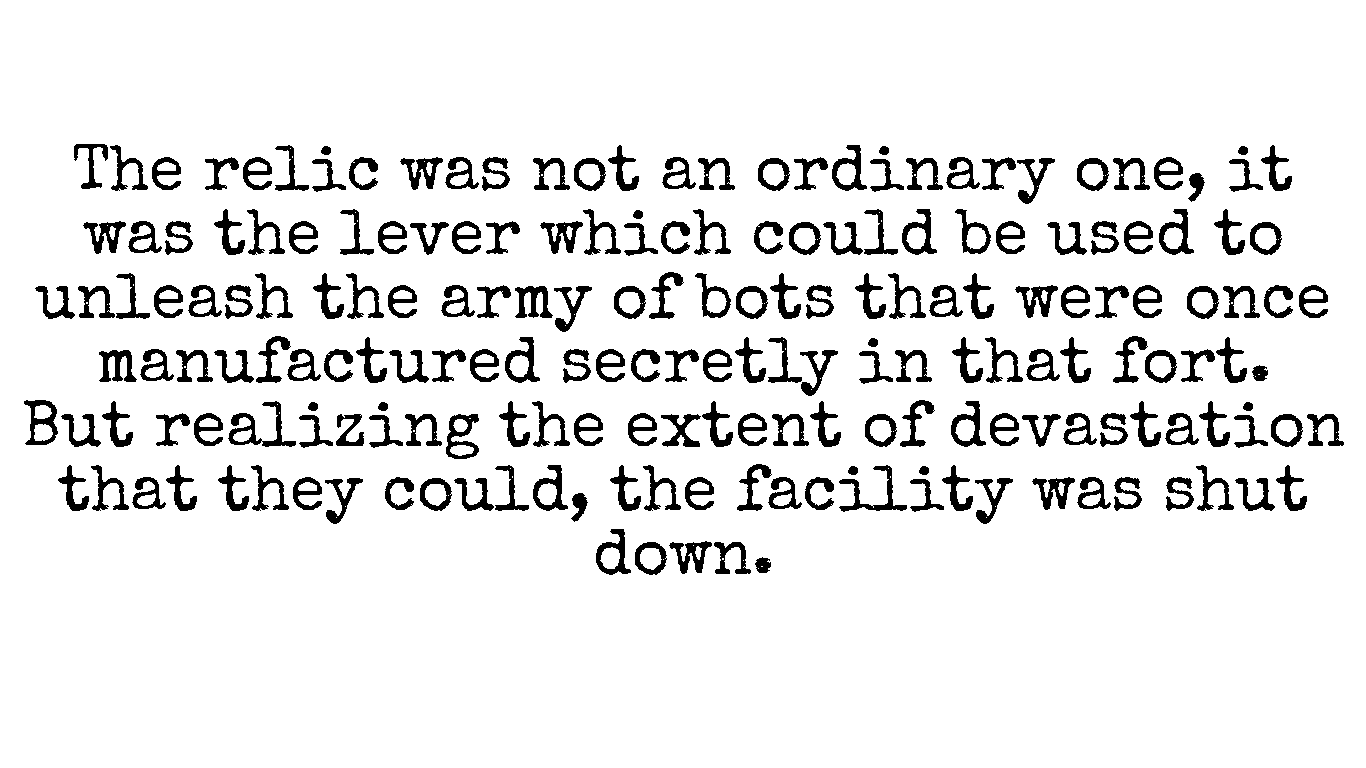 The relic was not an ordinary one, it
was the lever which could be used to
unleash the army of bots that were once
manufactured secretly in that fort.
But realizing the extent of devastation
that they could, the facility was shut
down.